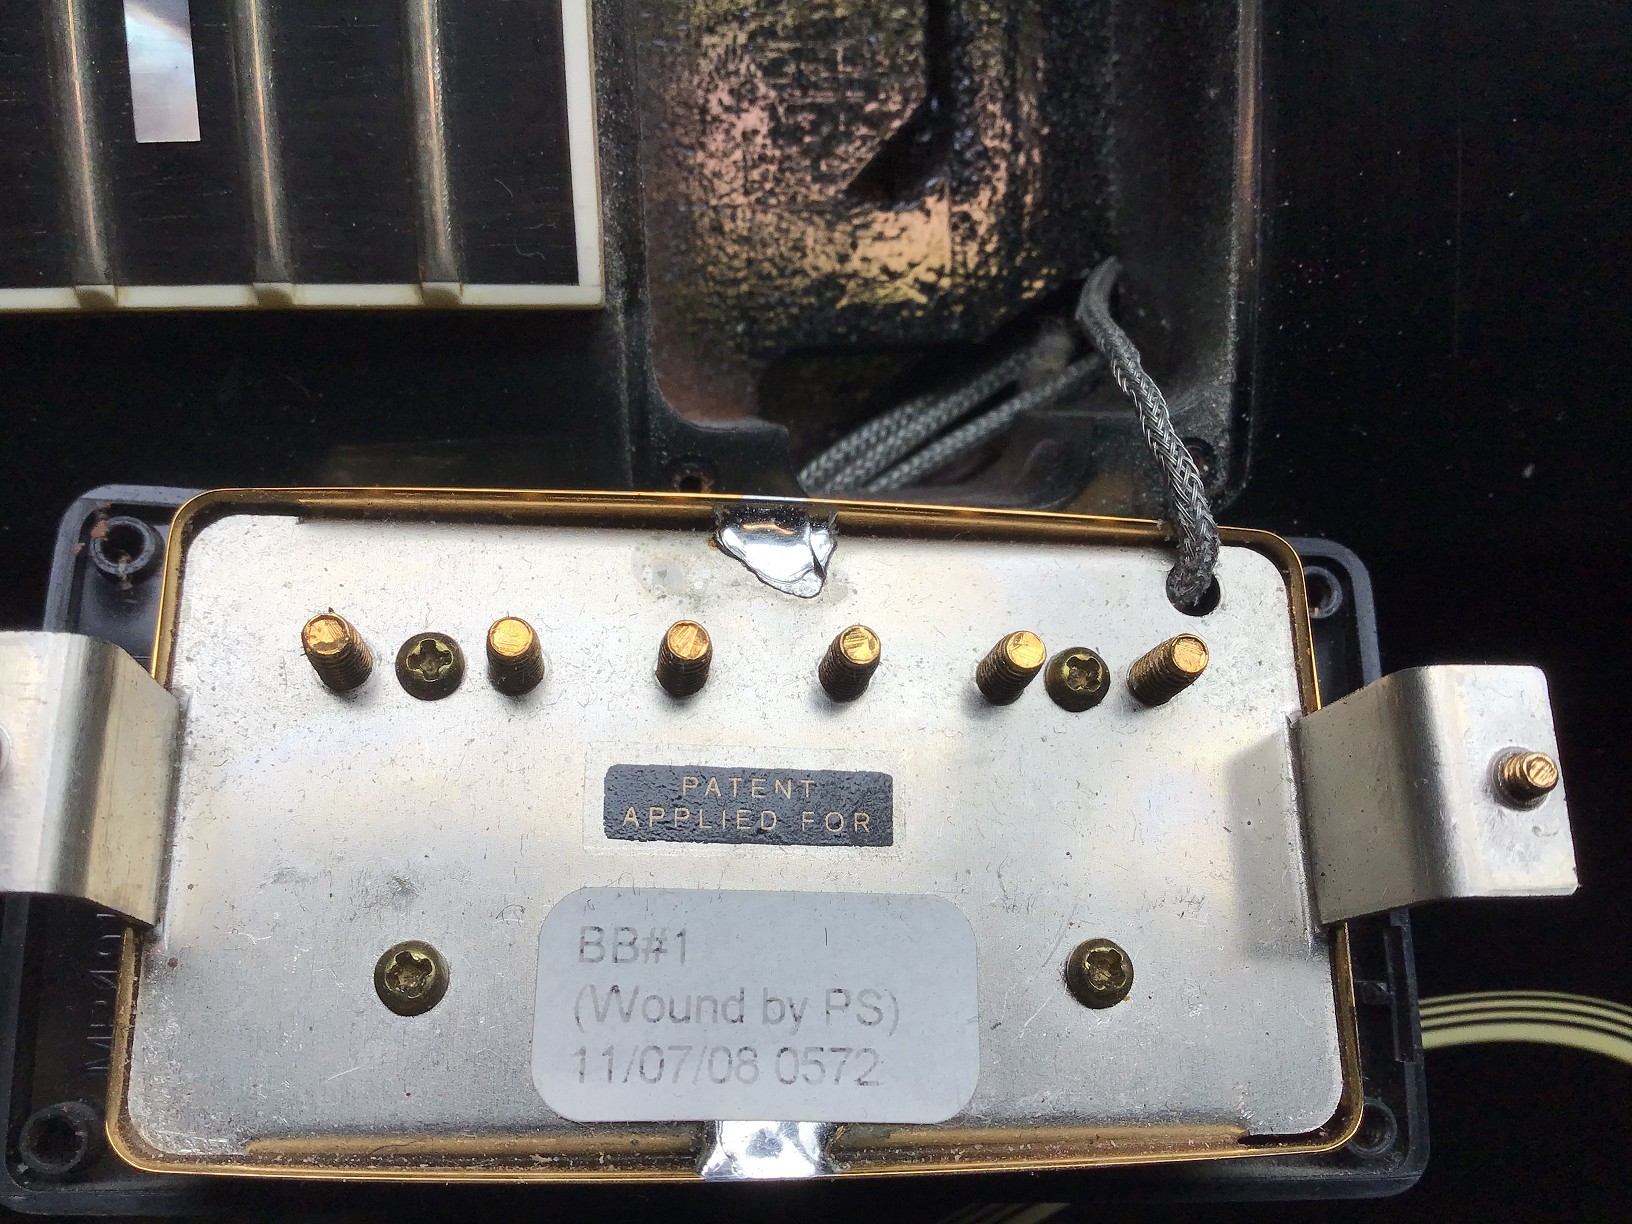 PATENT
APPLIED FOR
BB#1
(Wound by PS)
11/07/08 0572